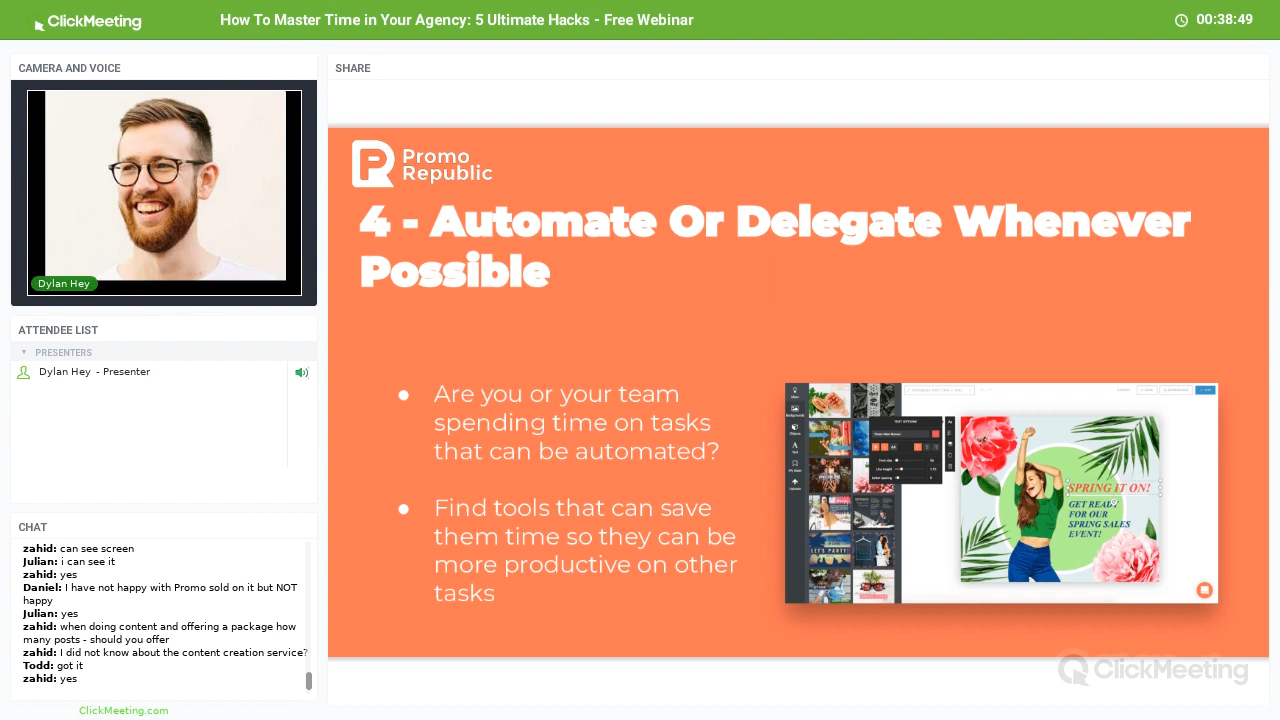 ClickMeeting
How To Master Time in Your Agency: 5 Ultimate Hacks - Free Webinar
00:38:49
CAMERA AND VOICE
Dylan Hey
ATTENDEE LIST
PRESENTERS
Dylan Hey - Presenter
CHAT
zahid: can see screen
Julian: i can see it
zahid: yes
Daniel: I have not happy with Promo sold on it but NOT
happy
Julian: yes
zahid: when doing content and offering a package how
many posts - should you offer
zahid: I did not know about the content creation service?
Todd: got it
zahid: yes
ClickMeeting.com
SHARE
Promo
Republic
4 - Automate Or Delegate Whenever
Possible
● Are you or your team
spending time on tasks
that can be automated?
● Find tools that can save
them time so they can be
more productive on other
tasks
TEXT OPTIONS
LET'S PARTY!
SPRING IT ON!
GET READY
FOR OUR
SPRING SALES
EVENT!
ClickMeeting